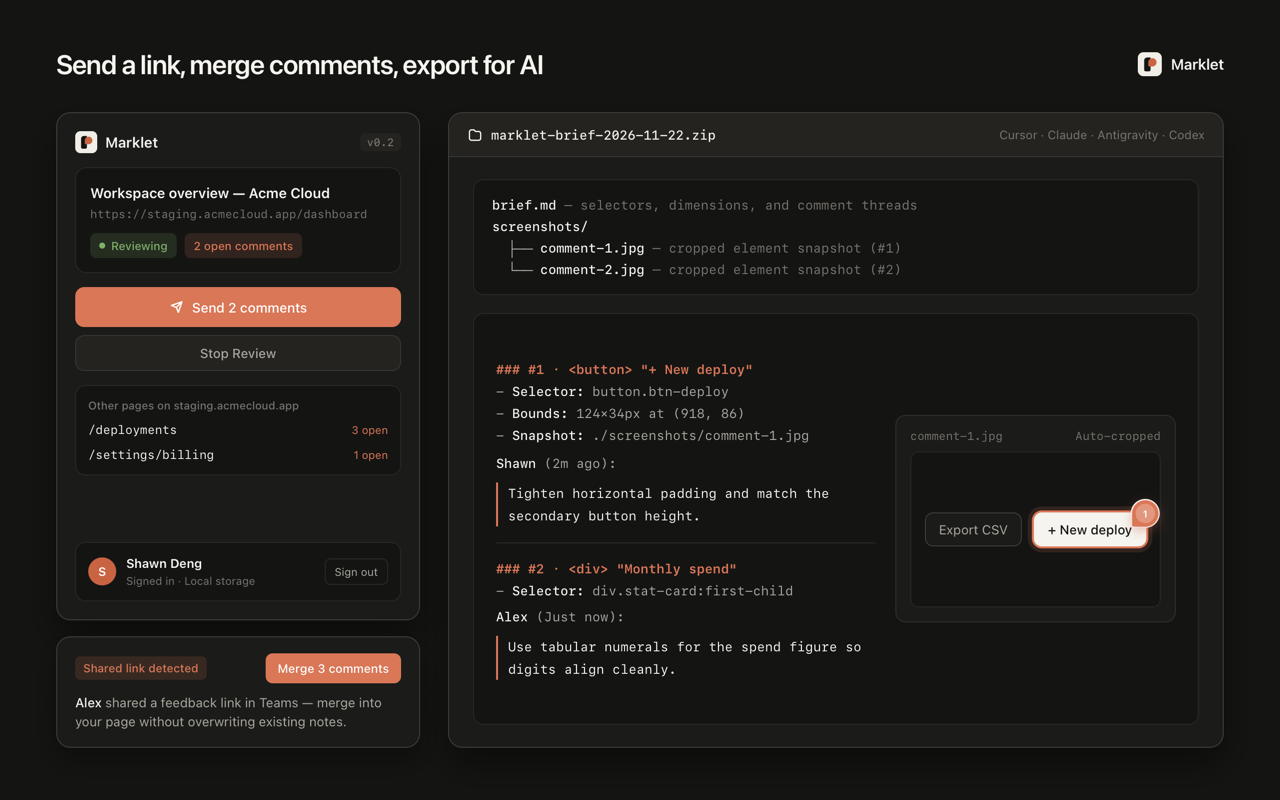 Send a link, merge comments, export for AI
Marklet
Marklet
v0.2
Workspace overview — Acme Cloud
https://staging.acmecloud.app/dashboard
Reviewing
2 open comments
Send 2 comments
Stop Review
Other pages on staging.acmecloud.app
/deployments 3 open
/settings/billing 1 open
S
Shawn Deng
Signed in · Local storage
Sign out
Shared link detected
Merge 3 comments
Alex shared a feedback link in Teams — merge into
your page without overwriting existing notes.
marklet-brief-2026-11-22.zip
Cursor · Claude · Antigravity · Codex
brief.md — selectors, dimensions, and comment threads
screenshots/
├── comment-1.jpg — cropped element snapshot (#1)
└── comment-2.jpg — cropped element snapshot (#2)
### #1 · <button> "+ New deploy"
– Selector: button.btn-deploy
– Bounds: 124×34px at (918, 86)
– Snapshot: ./screenshots/comment-1.jpg
Shawn (2m ago):
Tighten horizontal padding and match the
secondary button height.
### #2 · <div> "Monthly spend"
– Selector: div.stat-card:first-child
Alex (Just now):
Use tabular numerals for the spend figure so
digits align cleanly.
comment-1.jpg
Auto-cropped
Export CSV
+ New deploy
1